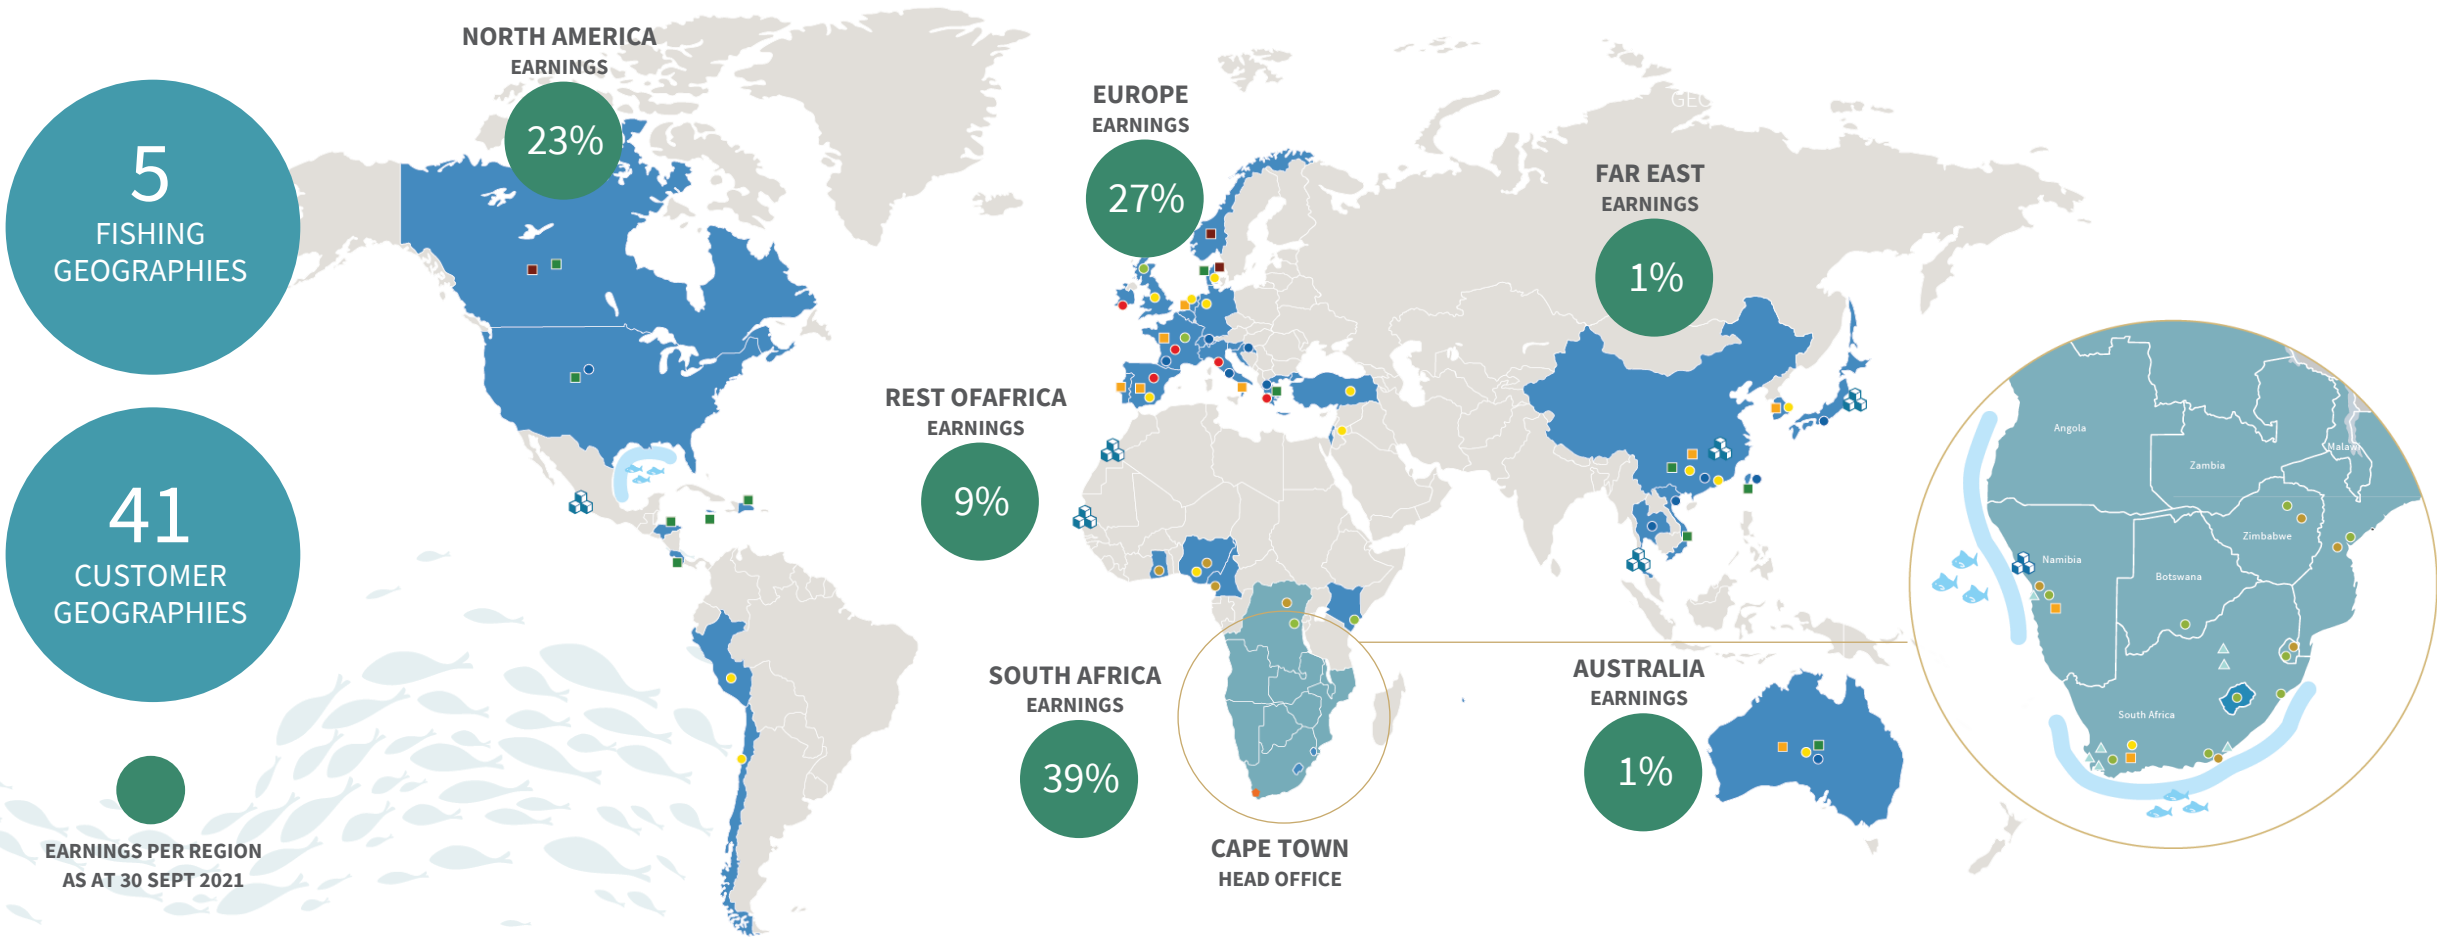 5
FISHING
GEOGRAPHIES
41
CUSTOMER
GEOGRAPHIES
EARNINGS PER REGION
AS AT 30 SEPT 2021
NORTH AMERICA
EARNINGS
23%
EUROPE
EARNINGS
27%
GEO
FAR EAST
EARNINGS
1%
REST OFAFRICA
EARNINGS
9%
SOUTH AFRICA
EARNINGS
39%
CAPE TOWN
HEAD OFFICE
AUSTRALIA
EARNINGS
1%
Angola
Malawi
Zambia
Zimbabwe
Namibia
Botswana
South Africa